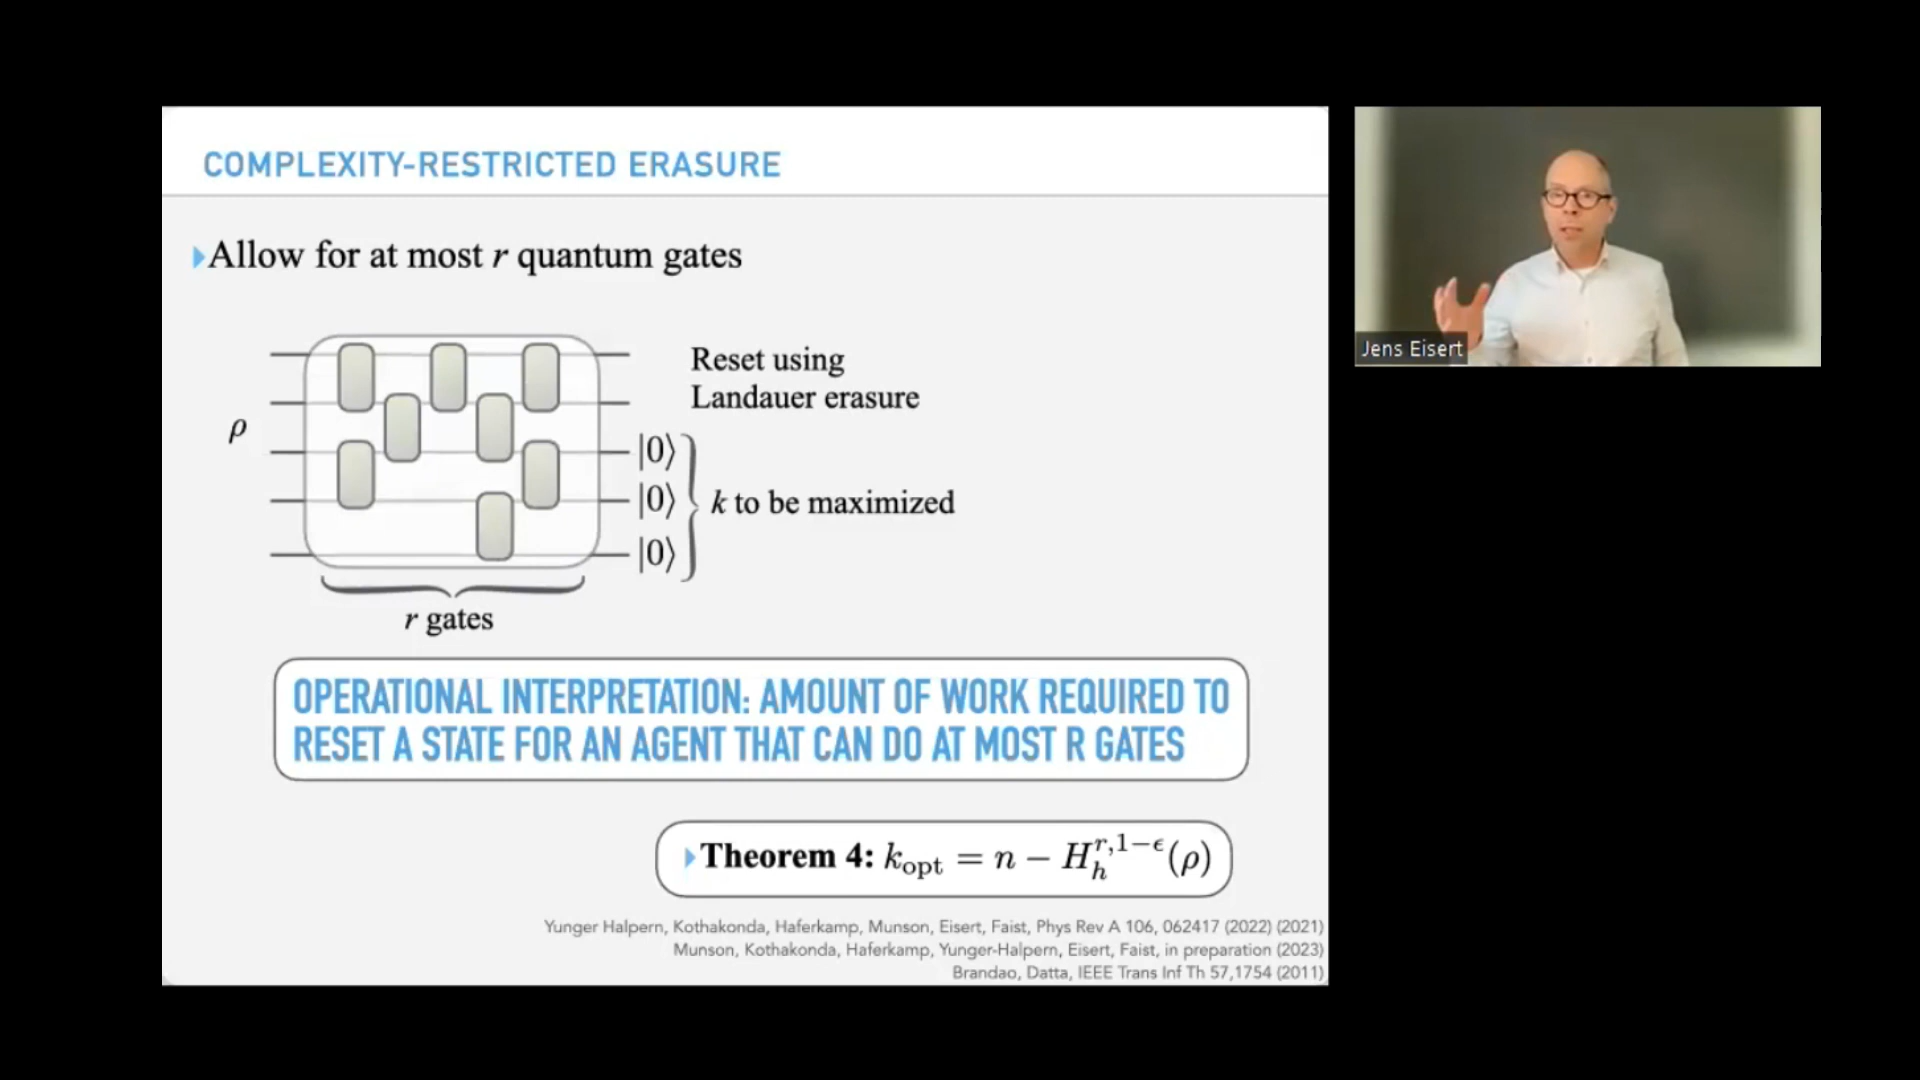 COMPLEXITY-RESTRICTED ERASURE
Allow for at most r quantum gates
Reset using
Landauer erasure
ρ
|0⟩
|0⟩
k to be maximized
|0⟩
r gates
OPERATIONAL INTERPRETATION: AMOUNT OF WORK REQUIRED TO
RESET A STATE FOR AN AGENT THAT CAN DO AT MOST R GATES
Theorem 4: k_opt = n − H_h^{r,1−ϵ}(ρ)
Yunger Halpern, Kothakonda, Haferkamp, Munson, Eisert, Faist, Phys Rev A 106, 062417 (2022) (2021)
Munson, Kothakonda, Haferkamp, Yunger-Halpern, Eisert, Faist, in preparation (2023)
Brandao, Datta, IEEE Trans Inf Th 57,1754 (2011)
Jens Eisert